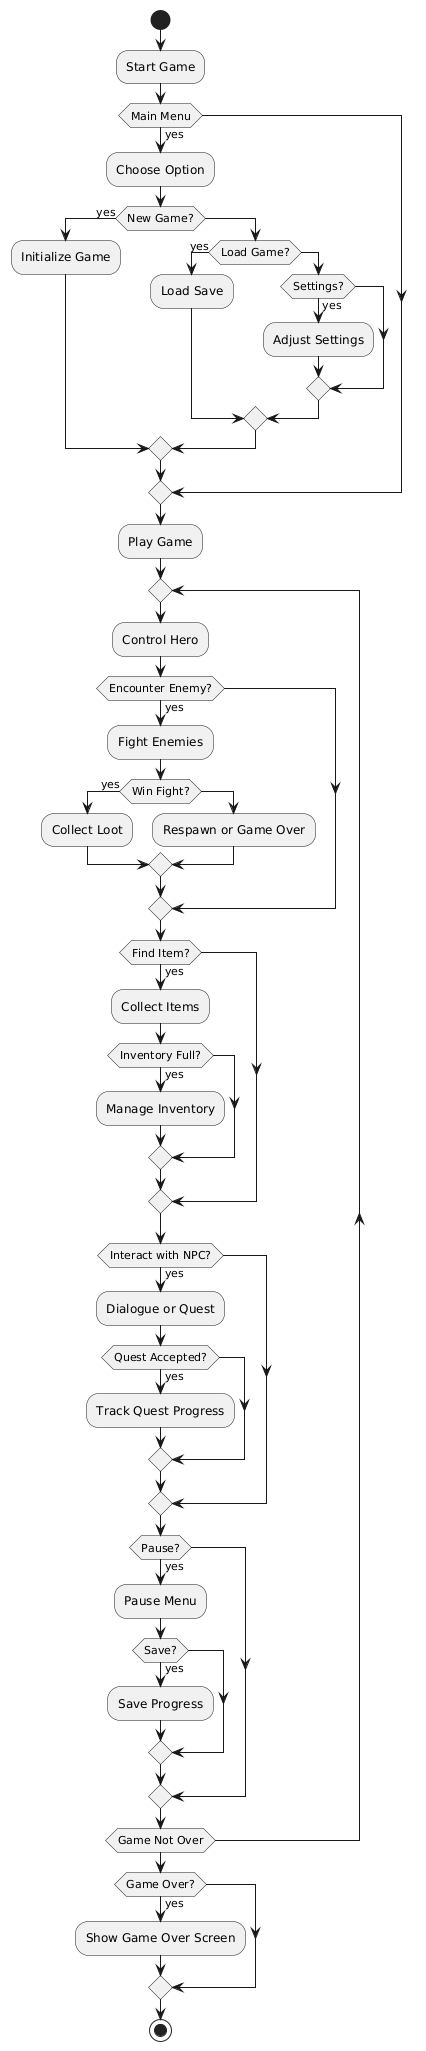 Start Game
Main Menu
yes
Choose Option
yes
New Game?
Initialize Game
yes
Load Game?
Load Save
Settings?
yes
Adjust Settings
Play Game
Control Hero
Encounter Enemy?
yes
Fight Enemies
yes
Win Fight?
Collect Loot
Respawn or Game Over
Find Item?
yes
Collect Items
Inventory Full?
yes
Manage Inventory
Interact with NPC?
yes
Dialogue or Quest
Quest Accepted?
yes
Track Quest Progress
Pause?
yes
Pause Menu
Save?
yes
Save Progress
Game Not Over
Game Over?
yes
Show Game Over Screen